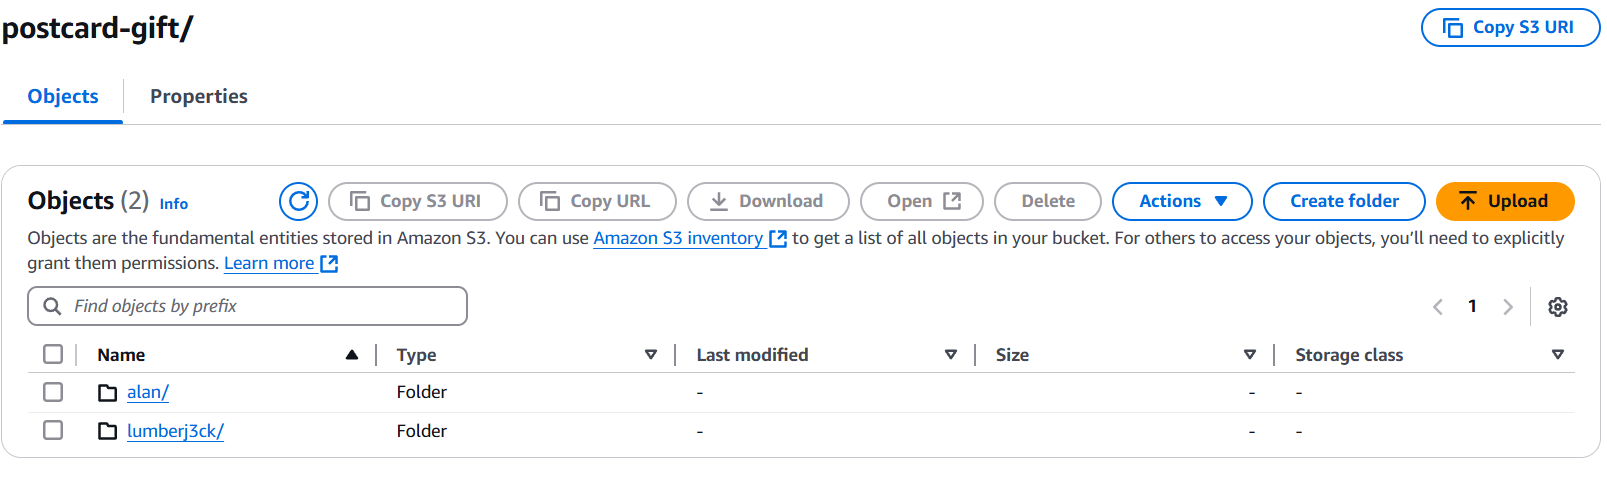 postcard-gift/
Copy S3 URI
Objects
Properties
Objects (2) Info
Copy S3 URI
Copy URL
Download
Open
Delete
Actions
Create folder
Upload
Objects are the fundamental entities stored in Amazon S3. You can use Amazon S3 inventory to get a list of all objects in your bucket. For others to access your objects, you’ll need to explicitly
grant them permissions. Learn more
Find objects by prefix
1
Name Type Last modified Size Storage class
alan/ Folder - - -
lumberj3ck/ Folder - - -